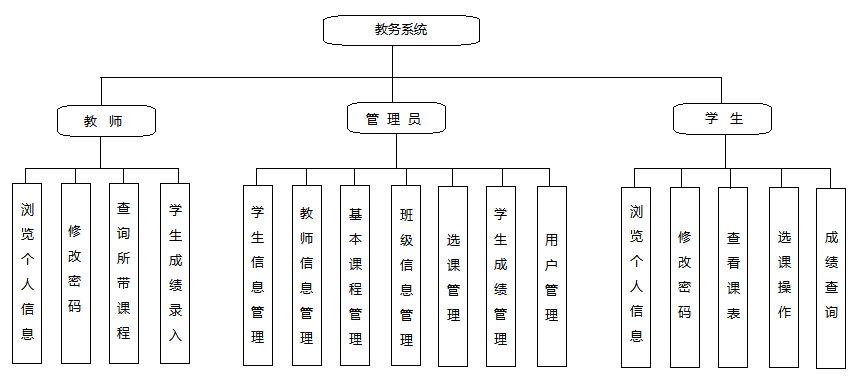 教务系统
教 师
管 理 员
学 生
浏览个人信息
修改密码
查询所带课程
学生成绩录入
学生信息管理
教师信息管理
基本课程管理
班级信息管理
选课管理
学生成绩管理
用户管理
浏览个人信息
修改密码
查看课表
选课操作
成绩查询